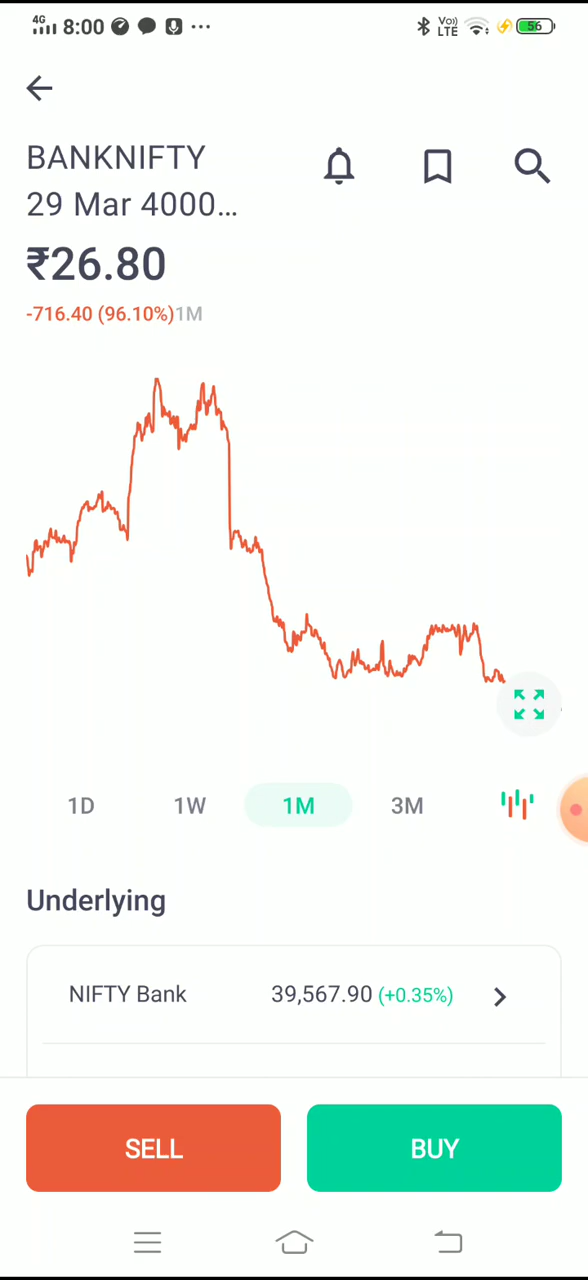 4G 8:00 ... Vo)) LTE 56
BANKNIFTY
29 Mar 4000...
₹26.80
-716.40 (96.10%)1M
1D 1W 1M 3M
Underlying
NIFTY Bank 39,567.90 (+0.35%)
SELL BUY